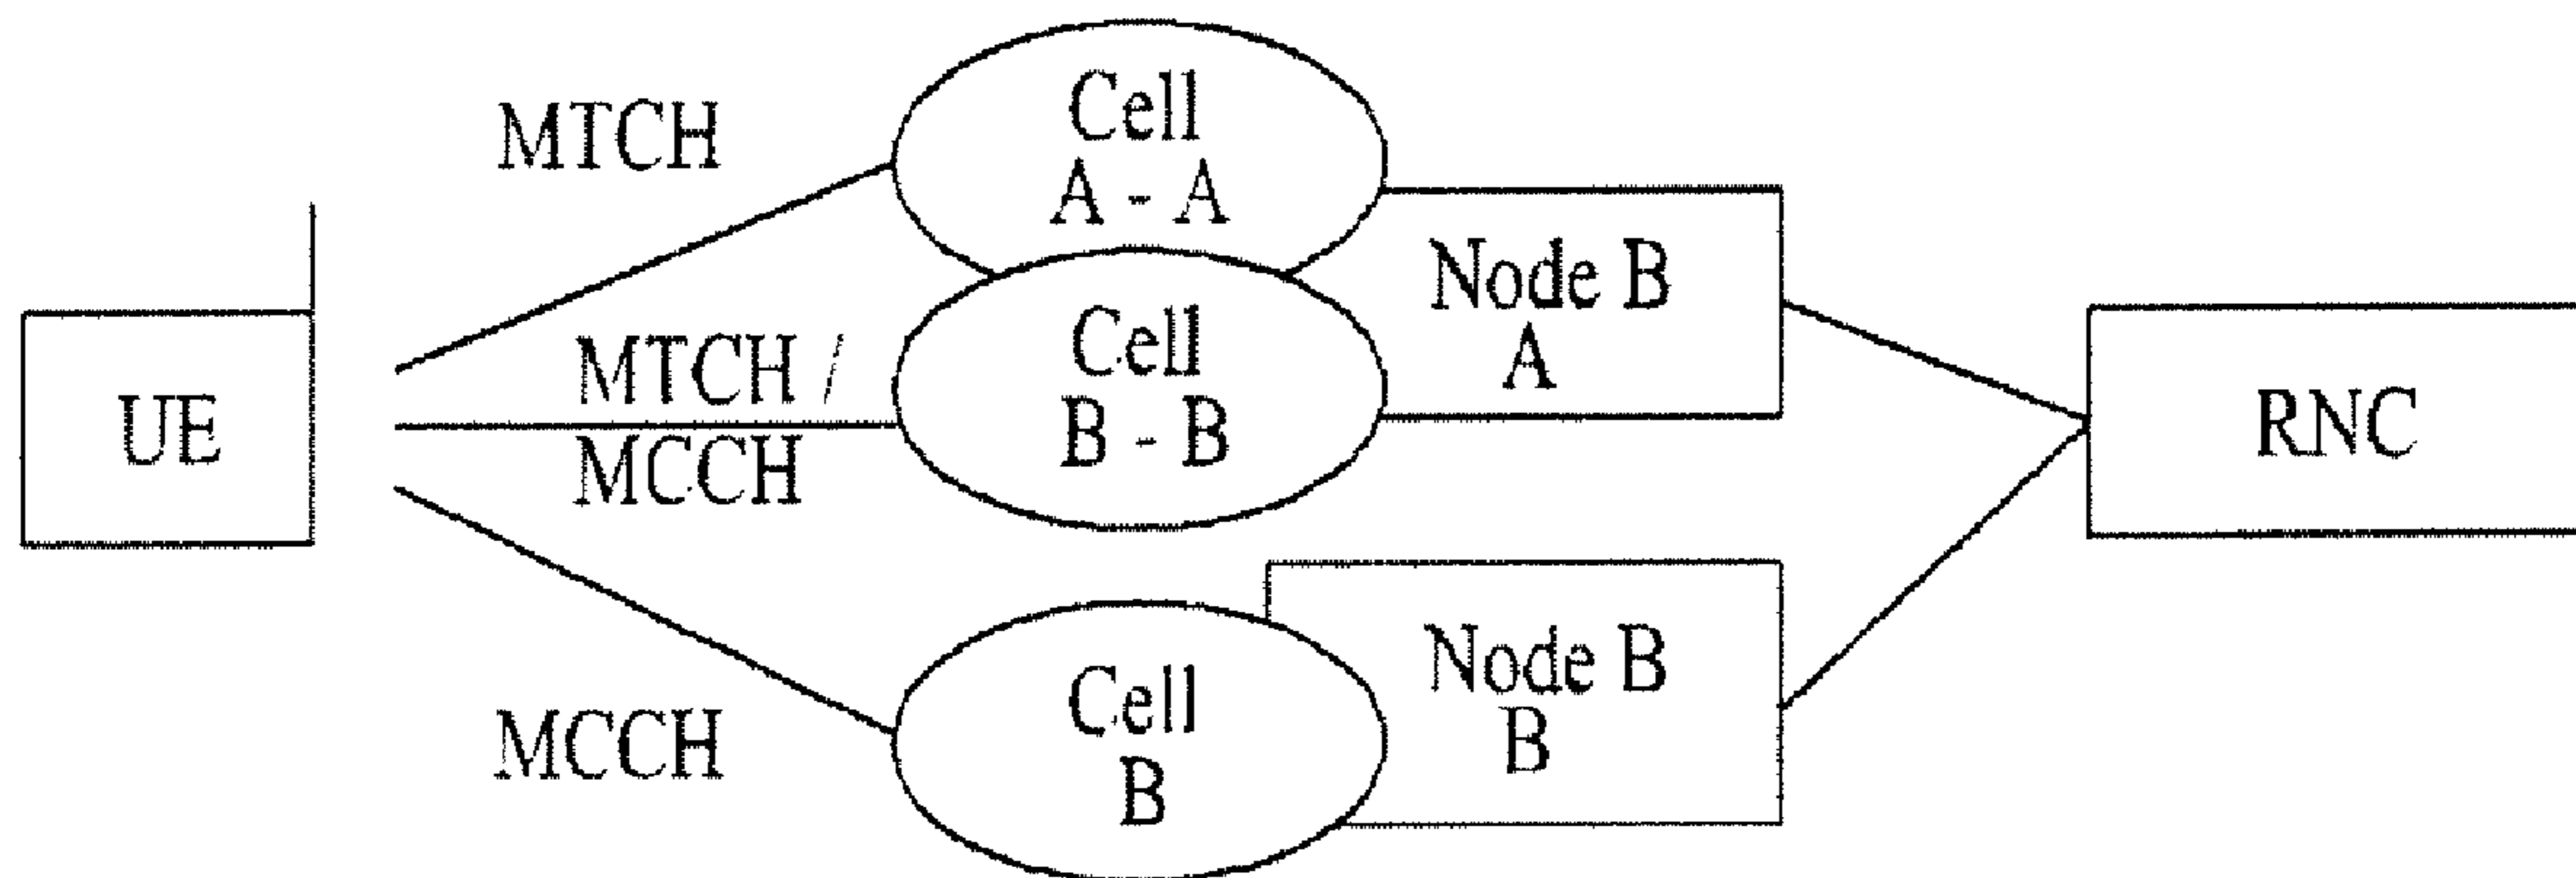 MTCH
Cell
A - A
Node B
A
UE
MTCH /
MCCH
Cell
B - B
RNC
MCCH
Cell
B
Node B
B